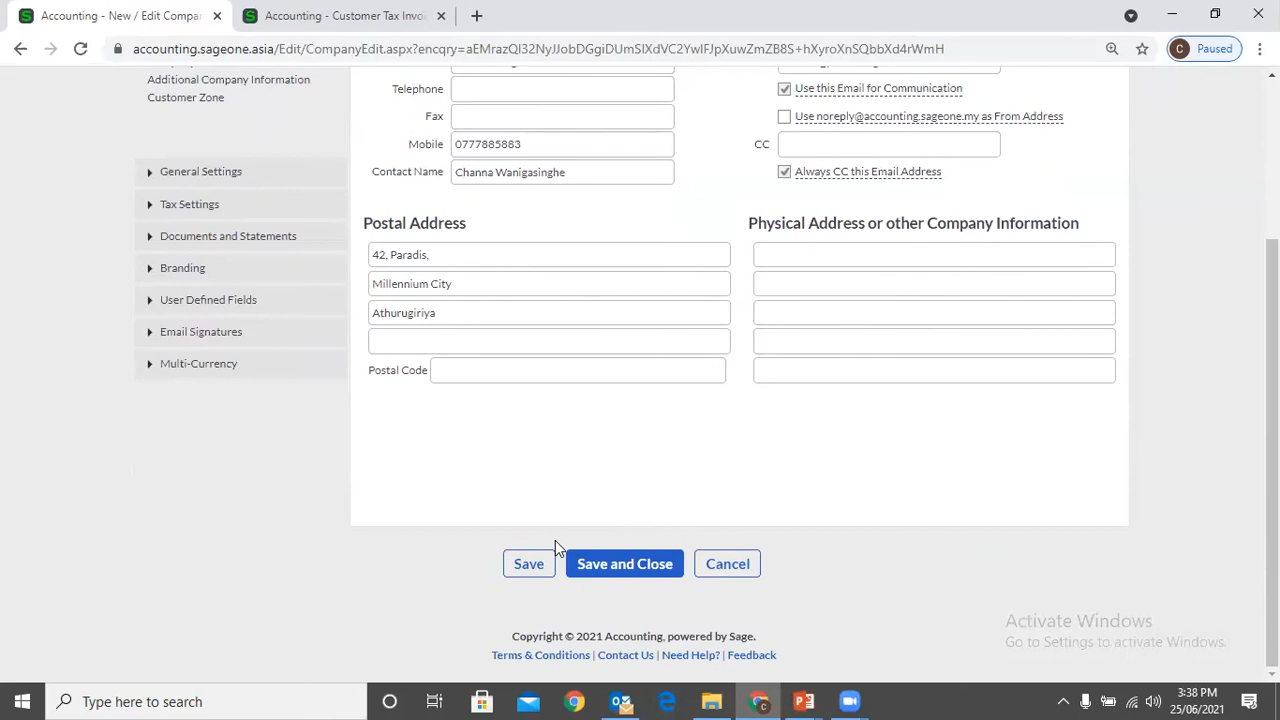 Accounting - New / Edit Compar
Accounting - Customer Tax Invoi
accounting.sageone.asia/Edit/CompanyEdit.aspx?encqry=aEMrazQI32NyJJobDGgiDUmSlXdVC2YwIFJpXuwZmZB8S+hXyroXnSQbbXd4rWmH
C
Paused
Additional Company Information
Customer Zone
General Settings
Tax Settings
Documents and Statements
Branding
User Defined Fields
Email Signatures
Multi-Currency
Telephone
Fax
Mobile 0777885883
Contact Name Channa Wanigasinghe
Use this Email for Communication
Use noreply@accounting.sageone.my as From Address
CC
Always CC this Email Address
Postal Address
42, Paradis,
Millennium City
Athurugiriya
Postal Code
Physical Address or other Company Information
Save
Save and Close
Cancel
Copyright © 2021 Accounting, powered by Sage.
Terms & Conditions | Contact Us | Need Help? | Feedback
Activate Windows
Go to Settings to activate Windows.
Type here to search
3:38 PM
25/06/2021